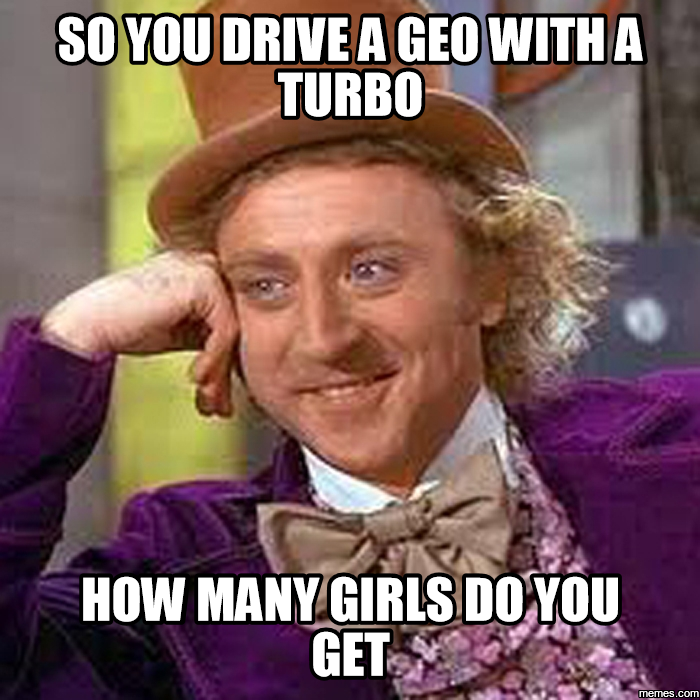 SO YOU DRIVE A GEO WITH A
TURBO
HOW MANY GIRLS DO YOU
GET
memes.com